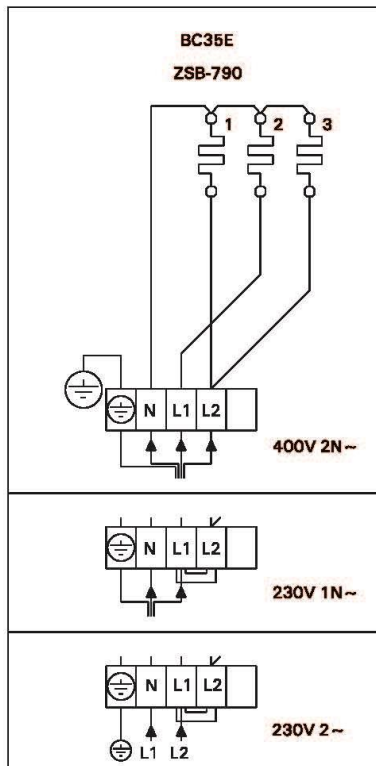 BC35E
ZSB-790
1 2 3
N L1 L2
400V 2N~
N L1 L2
230V 1N~
N L1 L2
230V 2~
L1 L2